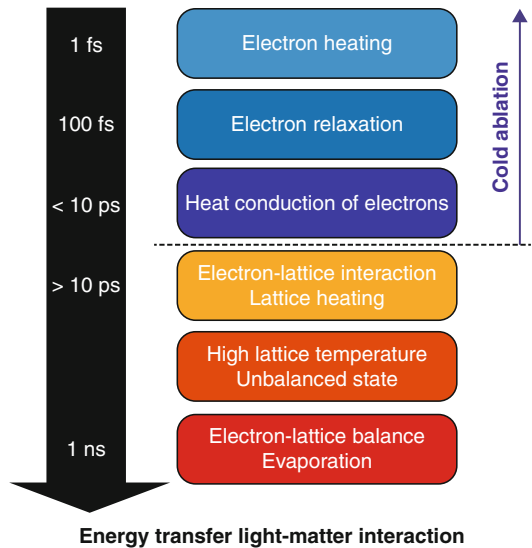 1 fs
Electron heating
100 fs
Electron relaxation
< 10 ps
Heat conduction of electrons
Cold ablation
> 10 ps
Electron-lattice interaction
Lattice heating
High lattice temperature
Unbalanced state
1 ns
Electron-lattice balance
Evaporation
Energy transfer light-matter interaction